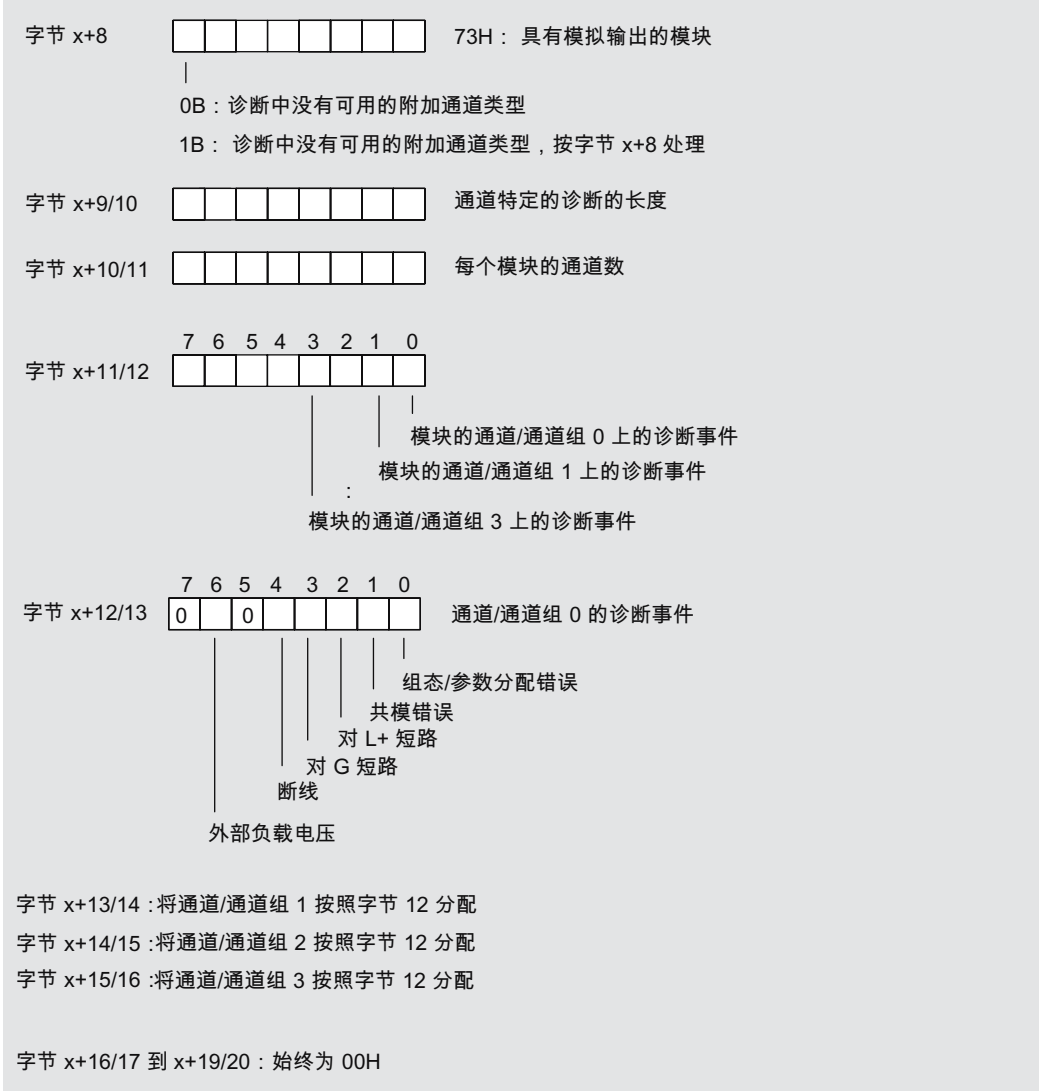 字节 x+8 73H： 具有模拟输出的模块
0B：诊断中没有可用的附加通道类型
1B： 诊断中没有可用的附加通道类型，按字节 x+8 处理
字节 x+9/10 通道特定的诊断的长度
字节 x+10/11 每个模块的通道数
7 6 5 4 3 2 1 0
字节 x+11/12
模块的通道/通道组 0 上的诊断事件
模块的通道/通道组 1 上的诊断事件
:
模块的通道/通道组 3 上的诊断事件
7 6 5 4 3 2 1 0
字节 x+12/13 0 0 通道/通道组 0 的诊断事件
组态/参数分配错误
共模错误
对 L+ 短路
对 G 短路
断线
外部负载电压
字节 x+13/14 :将通道/通道组 1 按照字节 12 分配
字节 x+14/15 :将通道/通道组 2 按照字节 12 分配
字节 x+15/16 :将通道/通道组 3 按照字节 12 分配
字节 x+16/17 到 x+19/20：始终为 00H